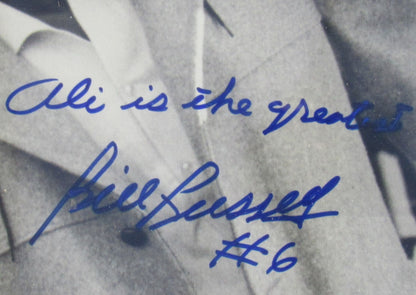 Ali is the greatest
Bill Russell
#6